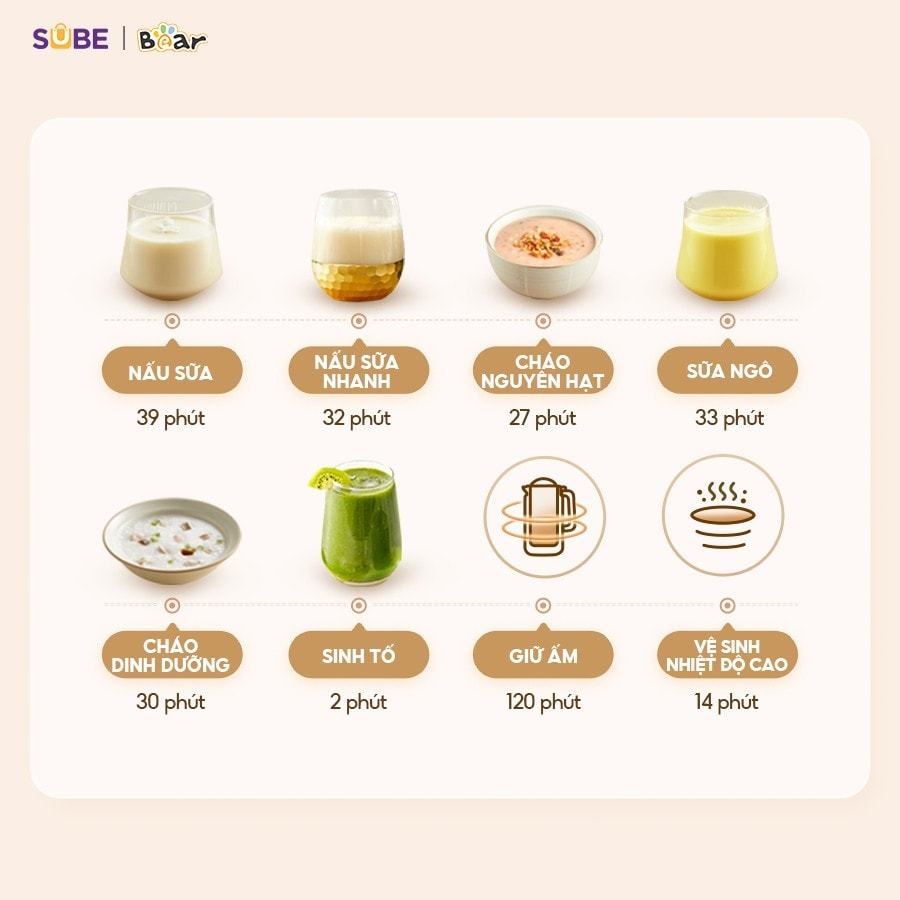 SUBE | Bear
NẤU SỮA
39 phút
NẤU SỮA
NHANH
32 phút
CHÁO
NGUYÊN HẠT
27 phút
SỮA NGÔ
33 phút
CHÁO
DINH DƯỠNG
30 phút
SINH TỐ
2 phút
GIỮ ẤM
120 phút
VỆ SINH
NHIỆT ĐỘ CAO
14 phút